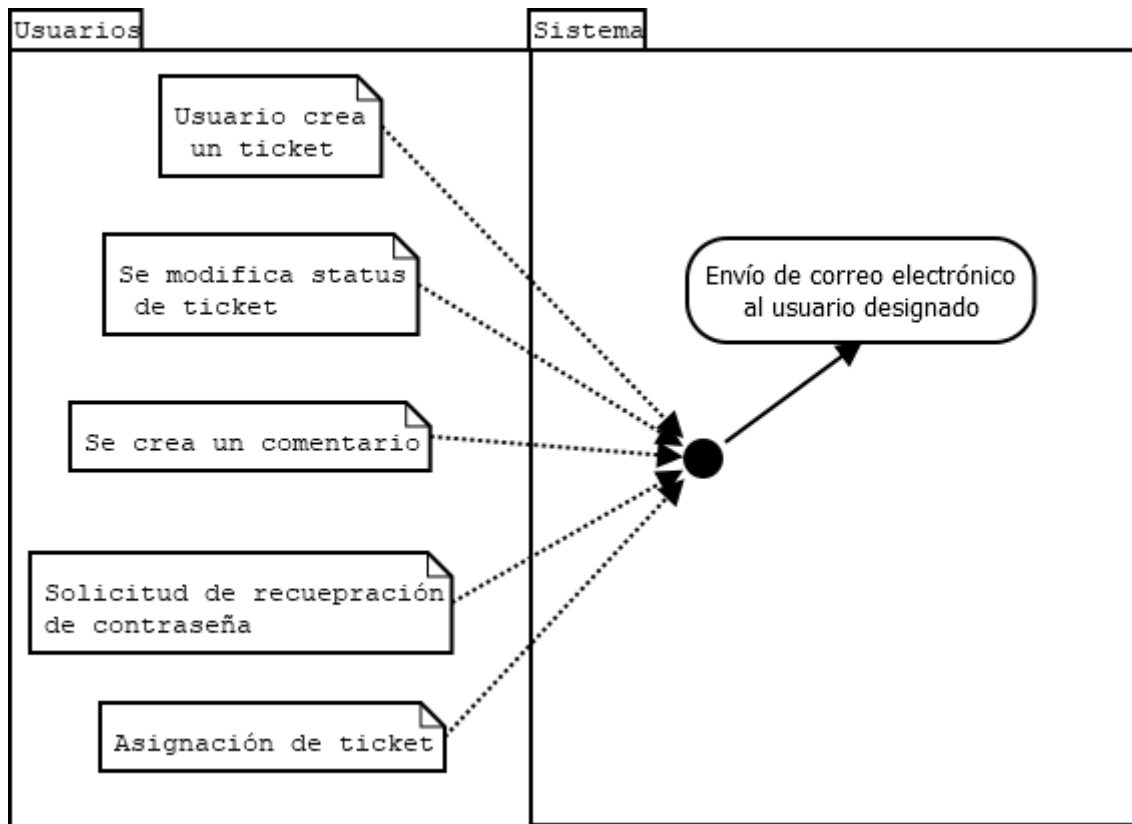 Usuarios
Sistema
Usuario crea
un ticket
Se modifica status
de ticket
Envío de correo electrónico
al usuario designado
Se crea un comentario
Solicitud de recuepración
de contraseña
Asignación de ticket